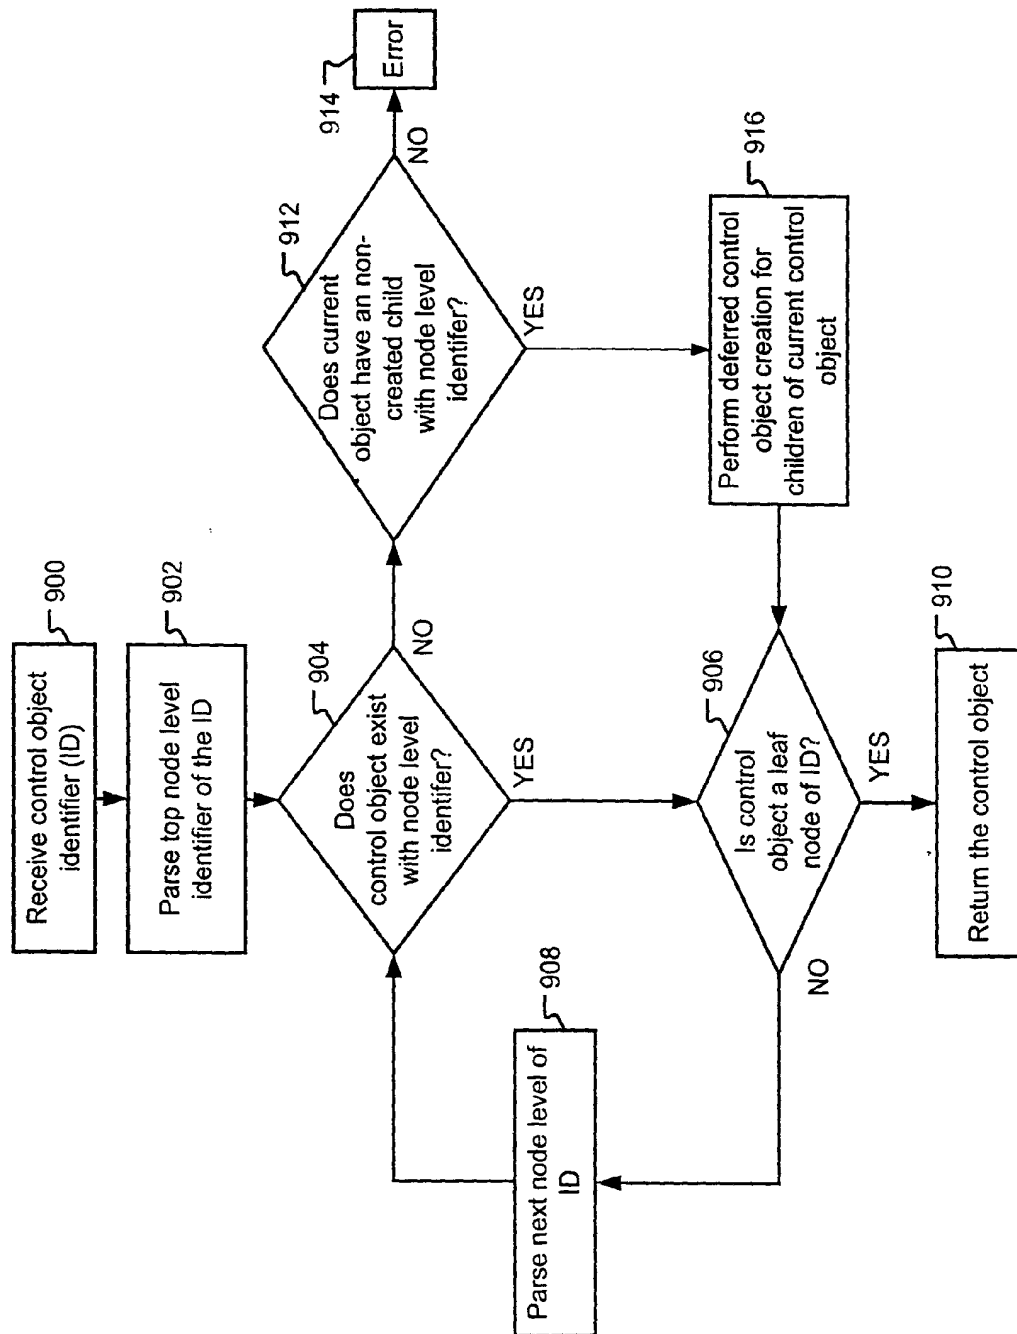 Receive control object
identifier (ID)
900
Parse top node level
identifier of the ID
902
Does
control object exist
with node level
identifer?
904
NO
YES
Does current
object have an non-
created child
with node level
identifer?
912
NO
YES
Error
914
Perform deferred control
object creation for
children of current control
object
916
Is control
object a leaf
node of ID?
906
NO
YES
Parse next node level of
ID
908
Return the control object
910